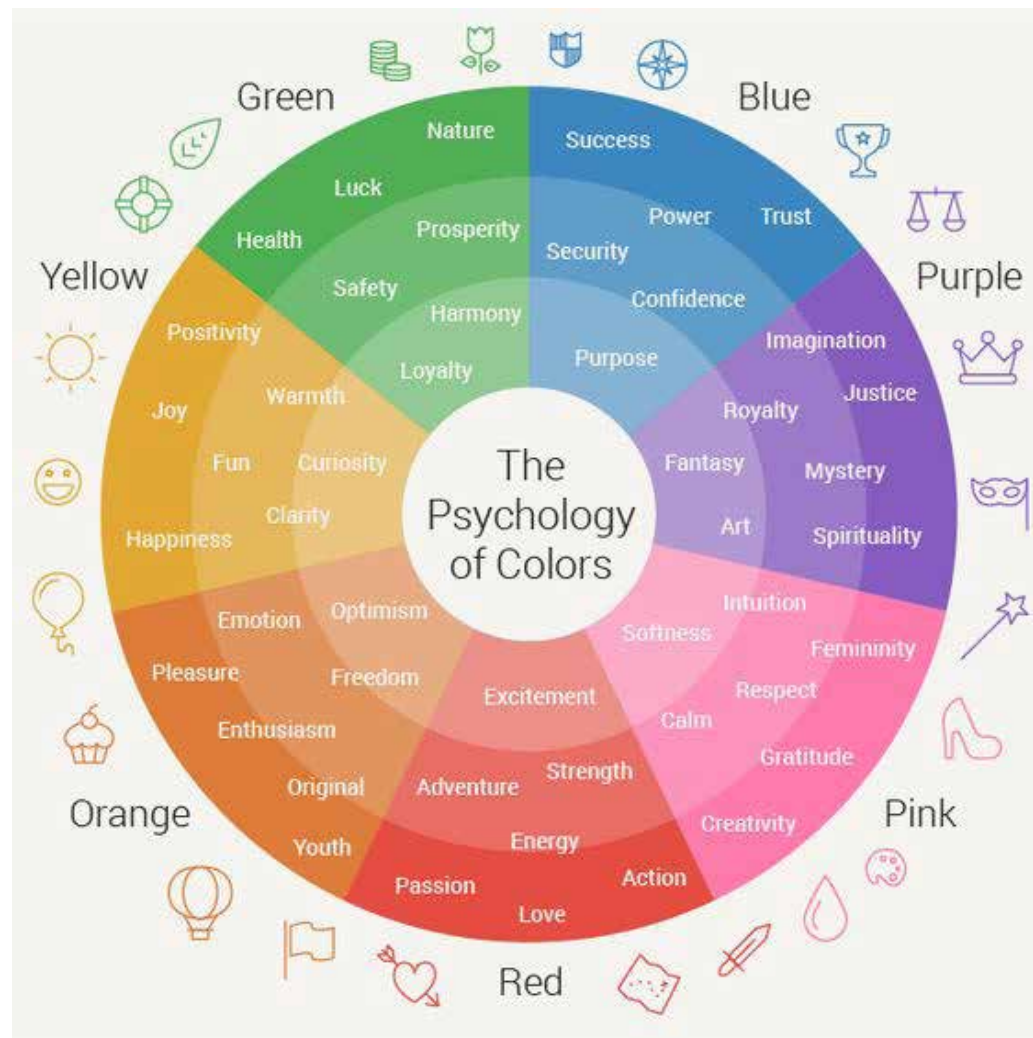 Green
Blue
Yellow
Purple
Orange
Pink
Red
The
Psychology
of Colors
Nature
Luck
Health
Prosperity
Safety
Harmony
Loyalty
Success
Power
Trust
Security
Confidence
Purpose
Imagination
Justice
Royalty
Fantasy
Mystery
Art
Spirituality
Intuition
Softness
Femininity
Respect
Calm
Gratitude
Creativity
Excitement
Strength
Adventure
Energy
Action
Passion
Love
Optimism
Emotion
Pleasure
Freedom
Enthusiasm
Original
Youth
Positivity
Warmth
Joy
Fun
Curiosity
Clarity
Happiness